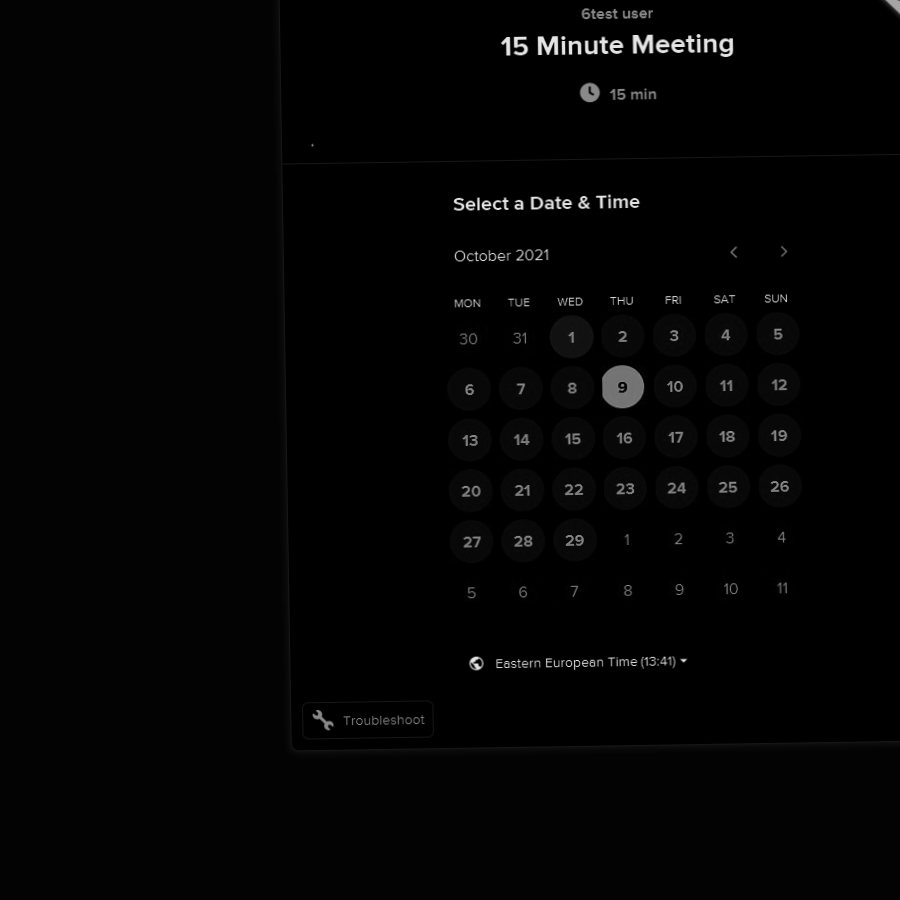 6test user
15 Minute Meeting
15 min
Select a Date & Time
October 2021
MON TUE WED THU FRI SAT SUN
30 31 1 2 3 4 5
6 7 8 9 10 11 12
13 14 15 16 17 18 19
20 21 22 23 24 25 26
27 28 29 1 2 3 4
5 6 7 8 9 10 11
Eastern European Time (13:41)
Troubleshoot